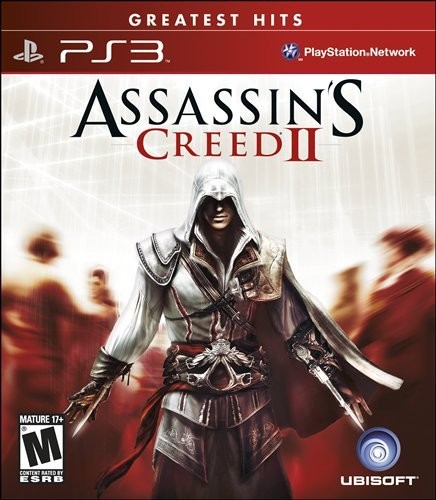 GREATEST HITS
PS3
PlayStation®Network
ASSASSIN'S
CREED II
MATURE 17+
M
CONTENT RATED BY
ESRB
UBISOFT